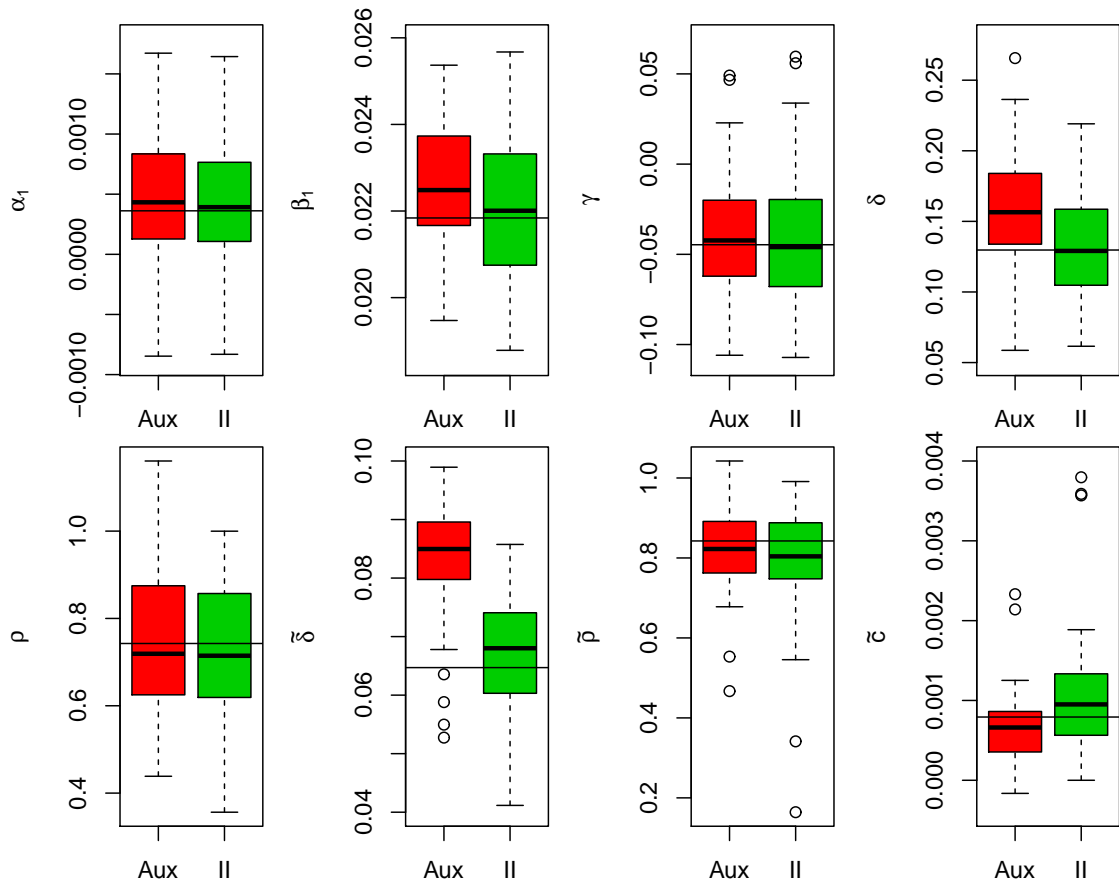 α₁
0.0010
0.0000
−0.0010
Aux II
β₁
0.026
0.024
0.022
0.020
Aux II
γ
0.05
0.00
−0.05
−0.10
Aux II
δ
0.25
0.20
0.15
0.10
0.05
Aux II
ρ
1.0
0.8
0.6
0.4
Aux II
δ̃
0.10
0.08
0.06
0.04
Aux II
ρ̃
1.0
0.8
0.6
0.4
0.2
Aux II
c̃
0.004
0.003
0.002
0.001
0.000
Aux II